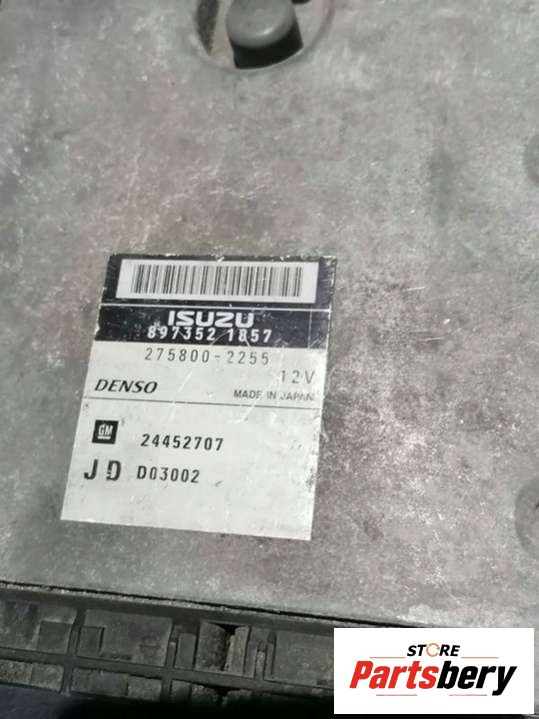 ISUZU
897352 1857
275800-2255
12V
DENSO MADE IN JAPAN
GM 24452707
JD D03002
STORE
Partsbery